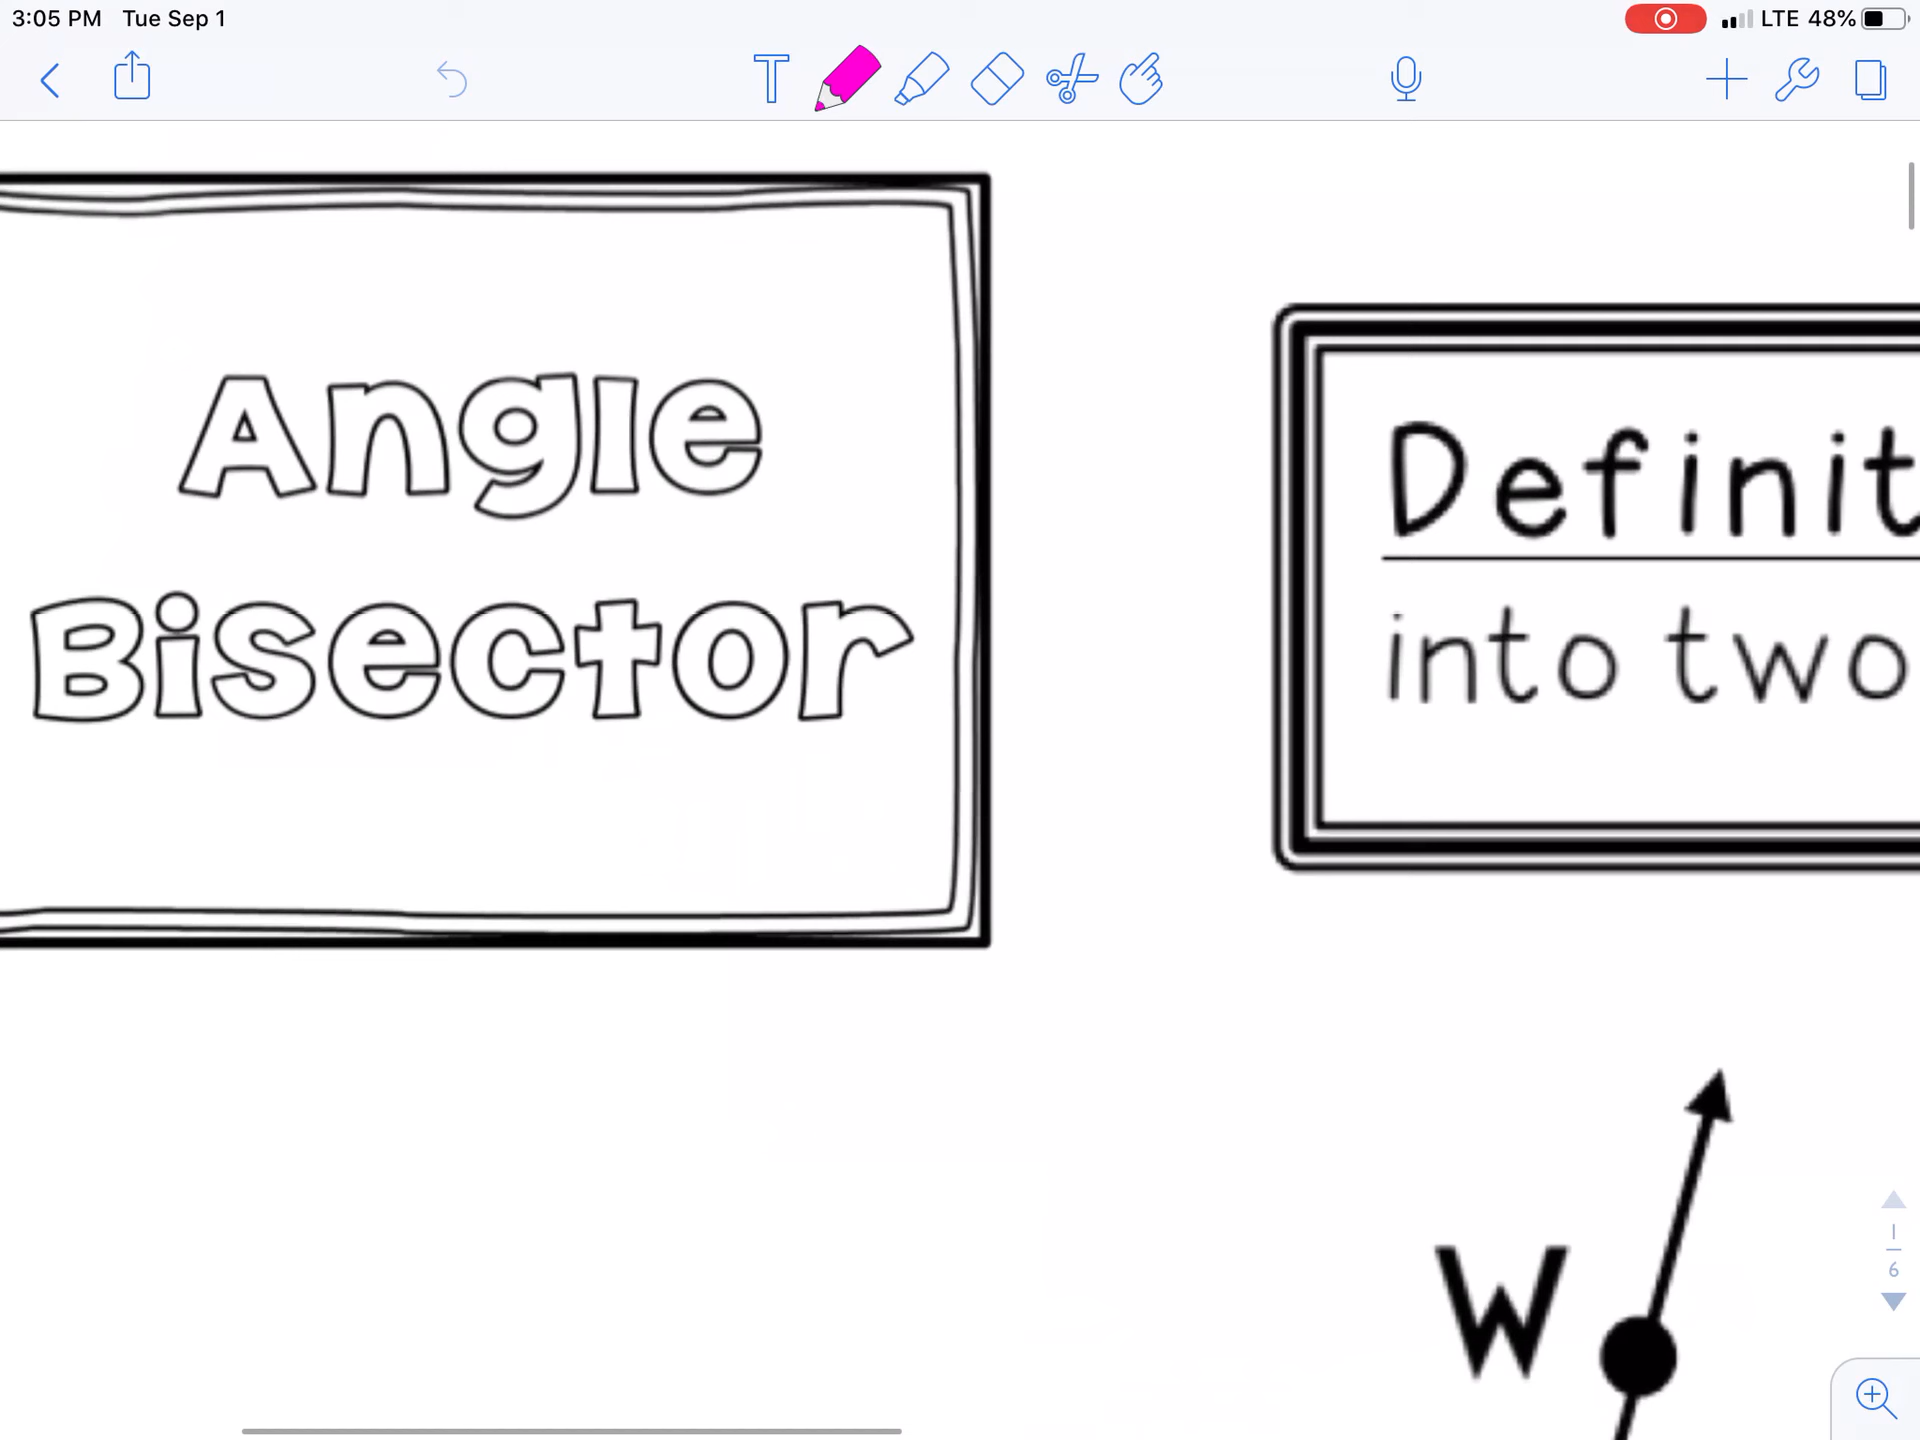 3:05 PM Tue Sep 1
LTE 48%
T
Angle
Bisector
Definit
into two
W
1
6